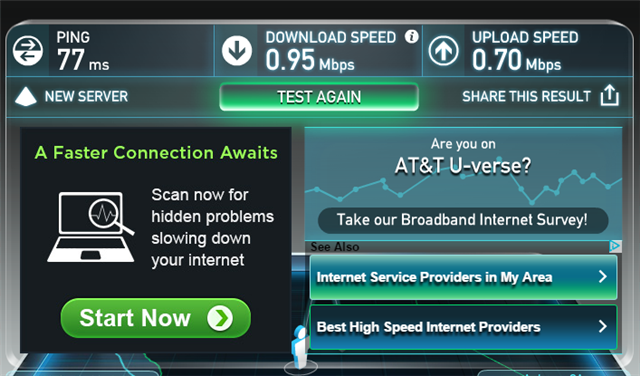 PING
77 ms
DOWNLOAD SPEED
0.95 Mbps
UPLOAD SPEED
0.70 Mbps
NEW SERVER
TEST AGAIN
SHARE THIS RESULT
A Faster Connection Awaits
Scan now for
hidden problems
slowing down
your internet
Start Now
Are you on
AT&T U-verse?
Take our Broadband Internet Survey!
See Also
Internet Service Providers in My Area
Best High Speed Internet Providers